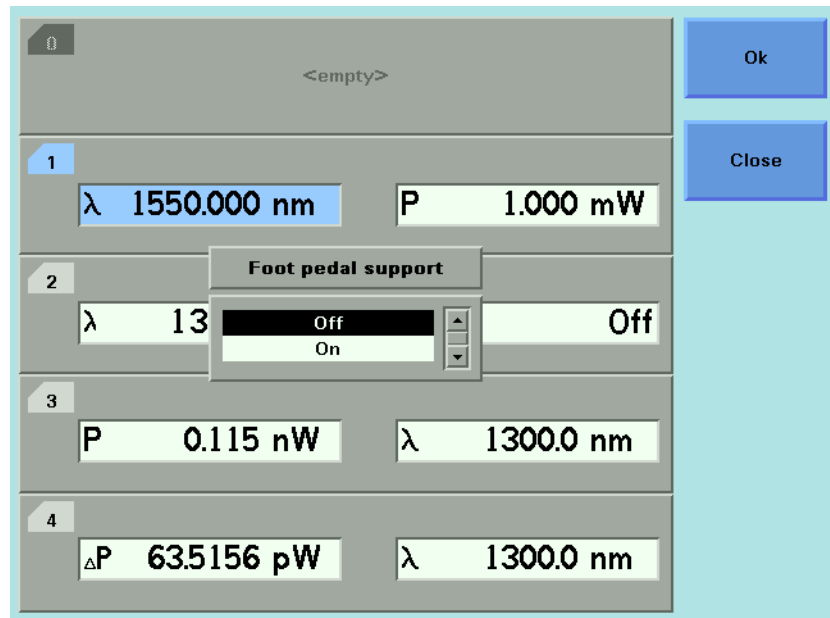 0
<empty>
Ok
1
Close
λ 1550.000 nm
P 1.000 mW
Foot pedal support
2
λ 13
Off
Off
On
3
P 0.115 nW
λ 1300.0 nm
4
△P 63.5156 pW
λ 1300.0 nm